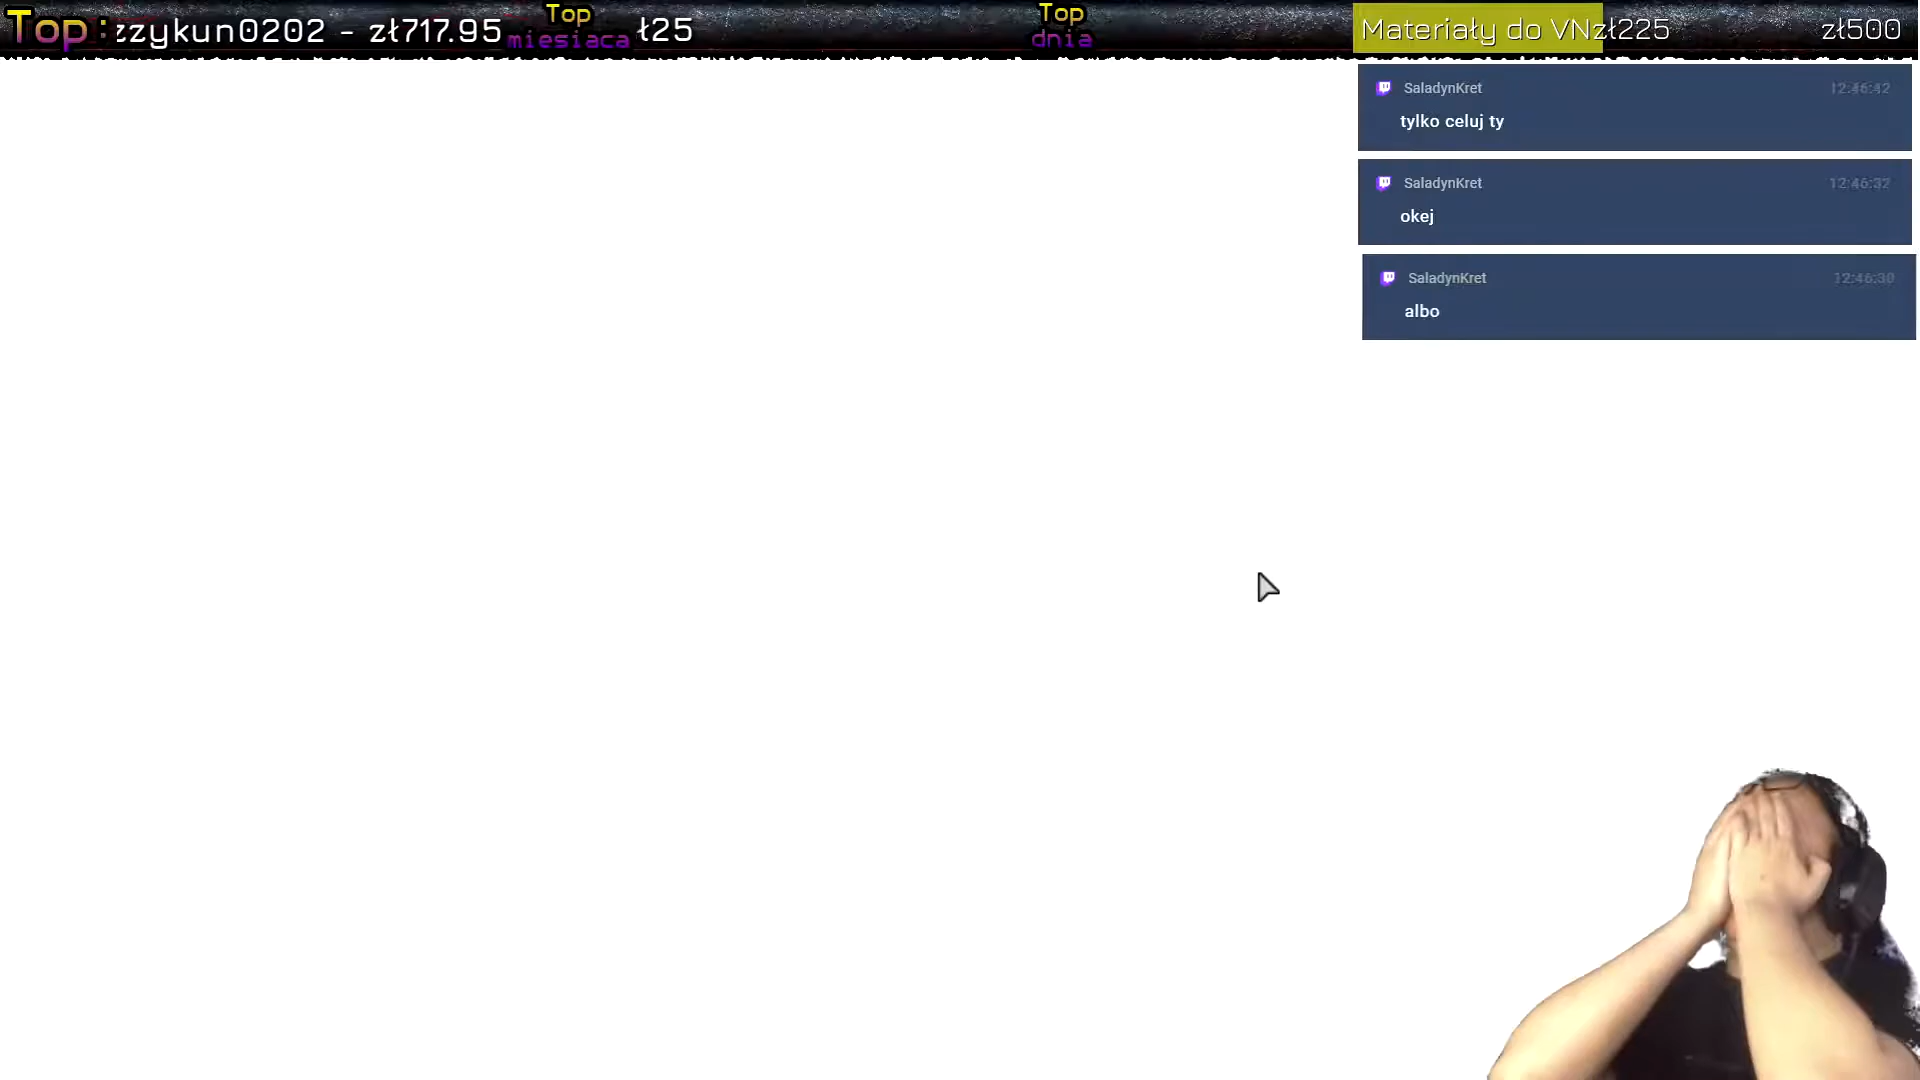 Top: zzykun0202 - zł717.95
Top miesiaca ł25
Top dnia
Materiały do VN zł225 zł500
SaladynKret 12:46:42
tylko celuj ty
SaladynKret 12:46:32
okej
SaladynKret 12:46:30
albo